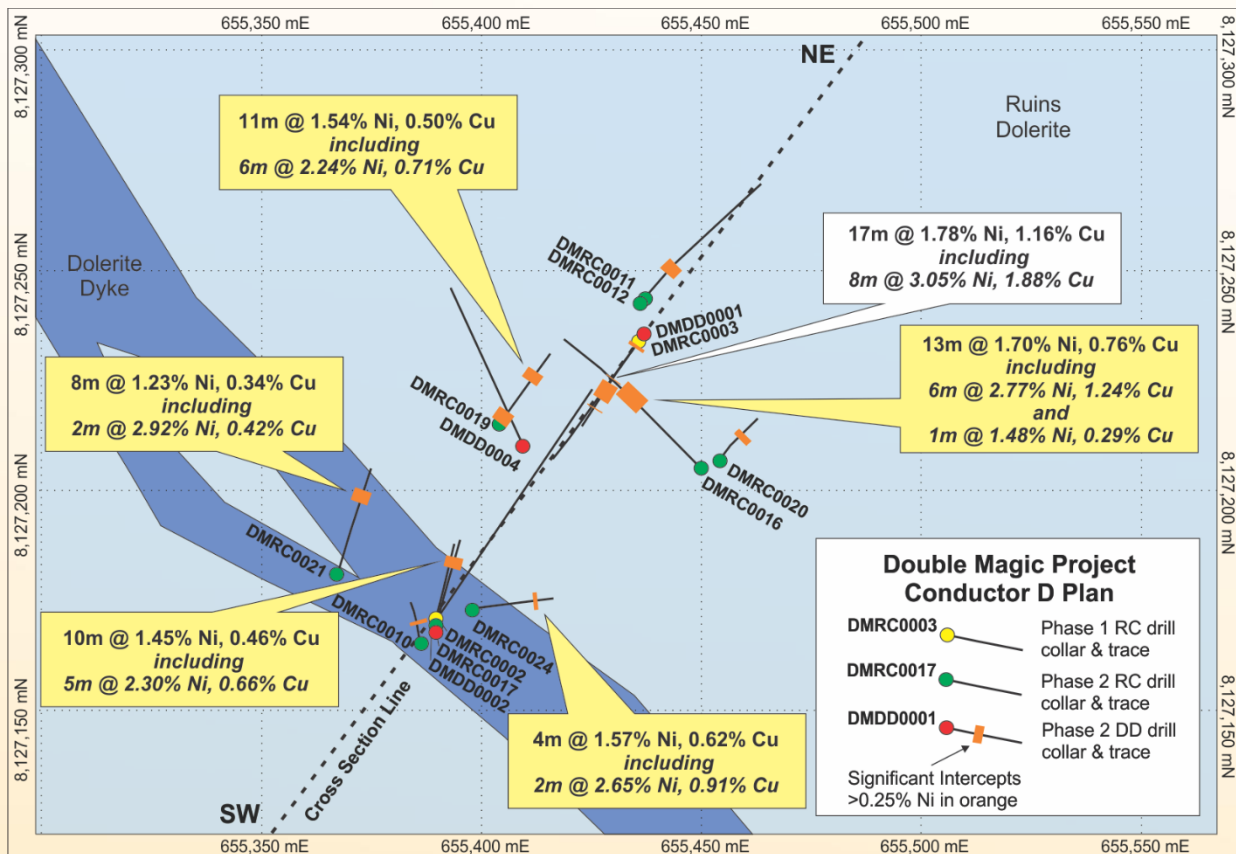 655,350 mE
655,400 mE
655,450 mE
655,500 mE
655,550 mE
8,127,300 mN
8,127,300 mN
NE
Ruins
Dolerite
11m @ 1.54% Ni, 0.50% Cu
including
6m @ 2.24% Ni, 0.71% Cu
8,127,250 mN
8,127,250 mN
Dolerite
Dyke
DMRC0011
DMRC0012
17m @ 1.78% Ni, 1.16% Cu
including
8m @ 3.05% Ni, 1.88% Cu
DMDD0001
DMRC0003
13m @ 1.70% Ni, 0.76% Cu
including
6m @ 2.77% Ni, 1.24% Cu
and
1m @ 1.48% Ni, 0.29% Cu
8m @ 1.23% Ni, 0.34% Cu
including
2m @ 2.92% Ni, 0.42% Cu
DMRC0019
DMDD0004
DMRC0020
DMRC0016
8,127,200 mN
8,127,200 mN
DMRC0021
DMRC0010
DMRC0024
DMRC0002
DMRC0017
DMDD0002
10m @ 1.45% Ni, 0.46% Cu
including
5m @ 2.30% Ni, 0.66% Cu
4m @ 1.57% Ni, 0.62% Cu
including
2m @ 2.65% Ni, 0.91% Cu
8,127,150 mN
8,127,150 mN
Cross Section Line
SW
Double Magic Project
Conductor D Plan
DMRC0003
Phase 1 RC drill
collar & trace
DMRC0017
Phase 2 RC drill
collar & trace
DMDD0001
Phase 2 DD drill
collar & trace
Significant Intercepts
>0.25% Ni in orange
655,350 mE
655,400 mE
655,450 mE
655,500 mE
655,550 mE